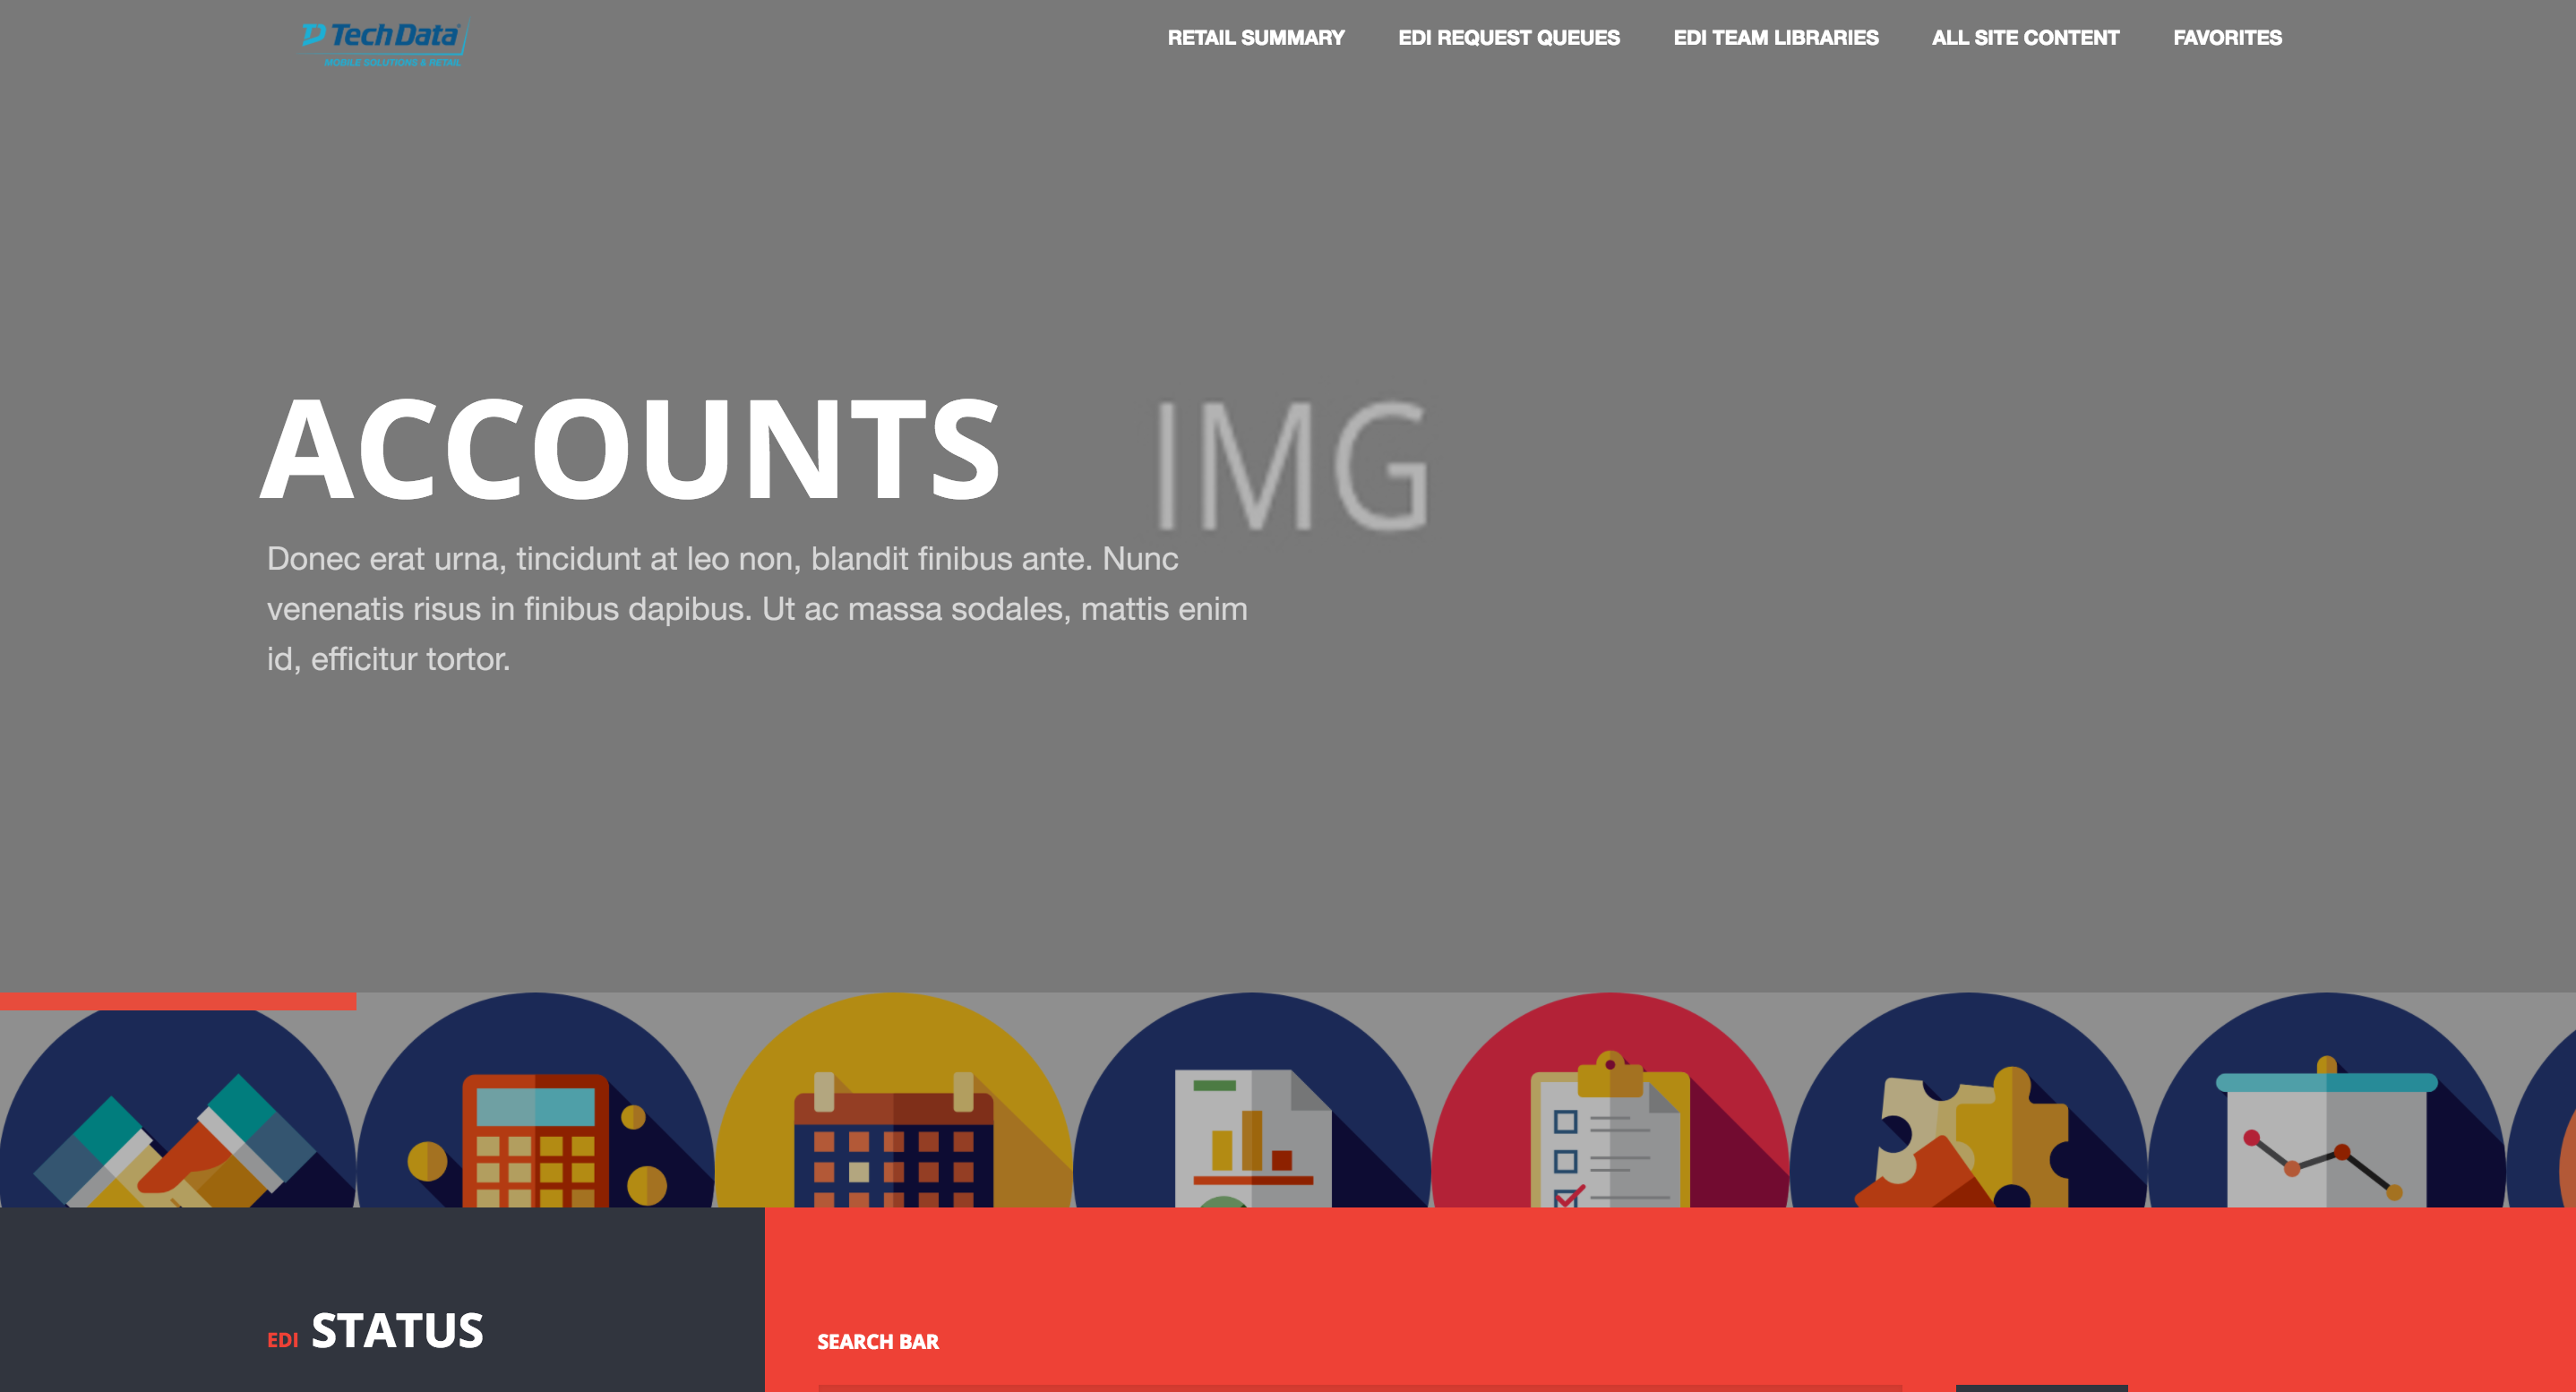 TechData
MOBILE SOLUTIONS & RETAIL
RETAIL SUMMARY
EDI REQUEST QUEUES
EDI TEAM LIBRARIES
ALL SITE CONTENT
FAVORITES
ACCOUNTS
IMG
Donec erat urna, tincidunt at leo non, blandit finibus ante. Nunc
venenatis risus in finibus dapibus. Ut ac massa sodales, mattis enim
id, efficitur tortor.
EDI STATUS
SEARCH BAR